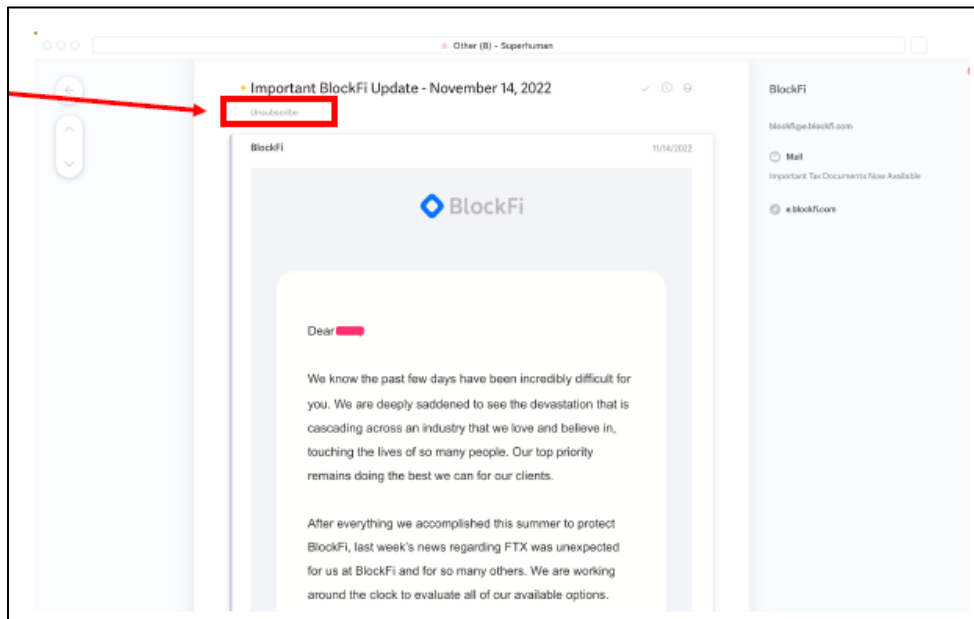 Other (8) - Superhuman
Important BlockFi Update - November 14, 2022
Unsubscribe
BlockFi
11/14/2022
BlockFi
Dear
We know the past few days have been incredibly difficult for
you. We are deeply saddened to see the devastation that is
cascading across an industry that we love and believe in,
touching the lives of so many people. Our top priority
remains doing the best we can for our clients.
After everything we accomplished this summer to protect
BlockFi, last week's news regarding FTX was unexpected
for us at BlockFi and for so many others. We are working
around the clock to evaluate all of our available options.
BlockFi
blockfi@e.blockfi.com
Mail
Important Tax Documents Now Available
e.blockfi.com